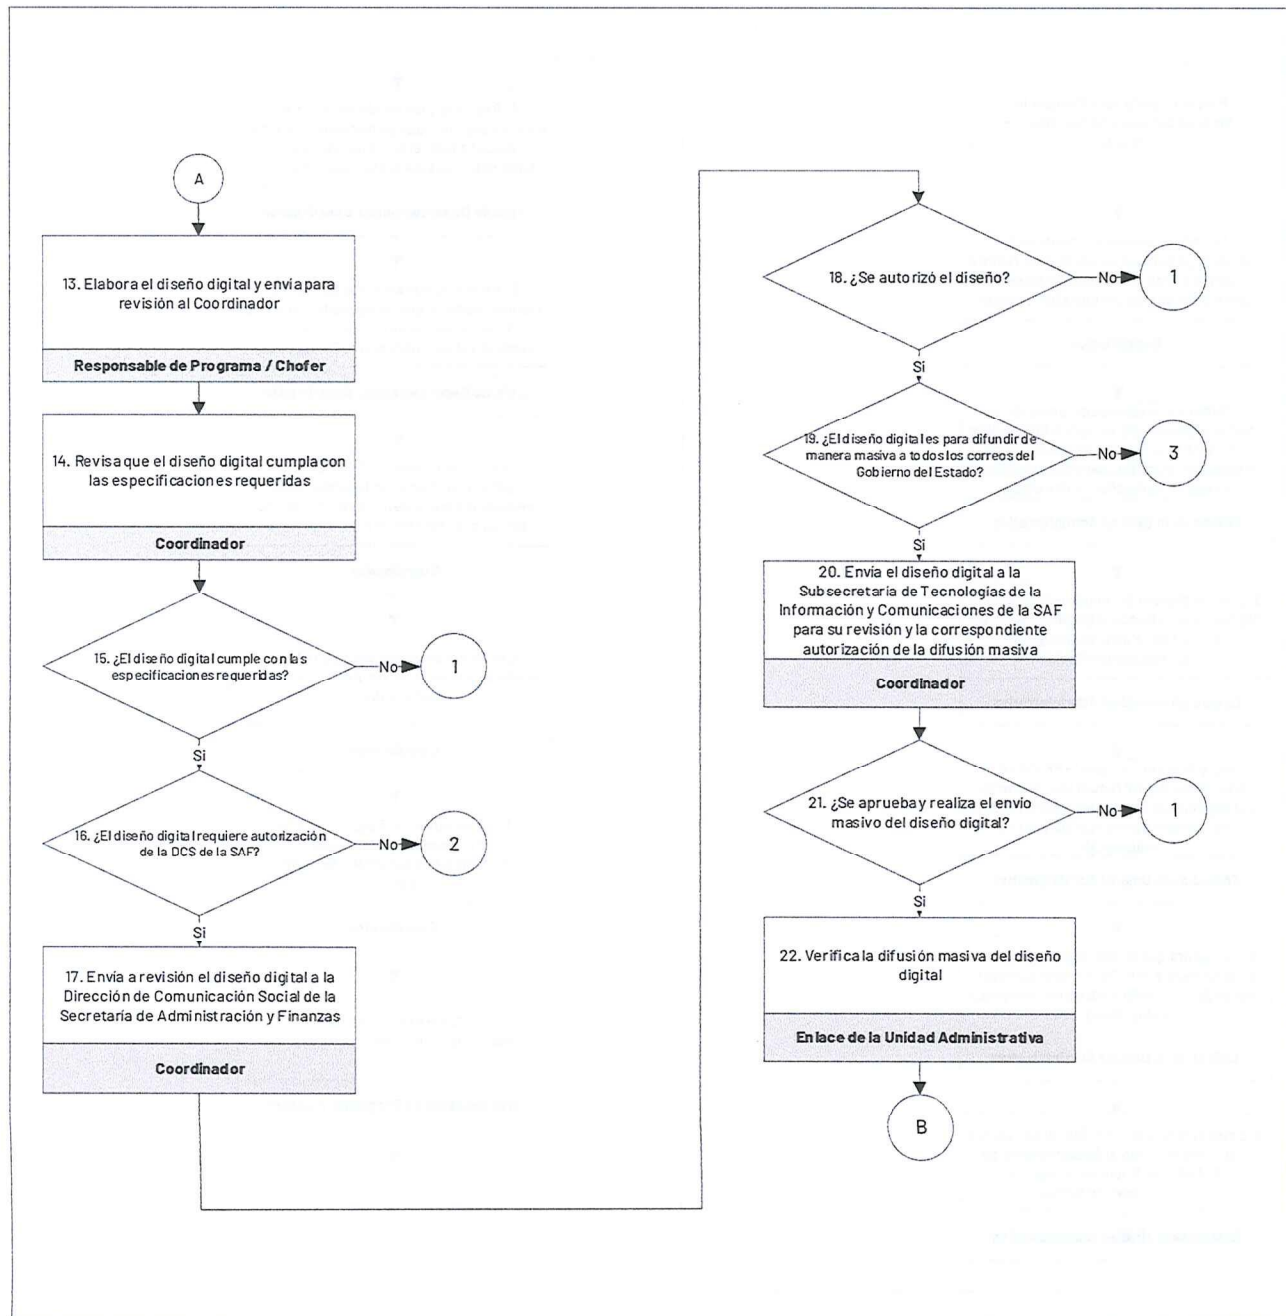 A
13. Elabora el diseño digital y envía para
revisión al Coordinador
Responsable de Programa / Chofer
14. Revisa que el diseño digital cumpla con
las especificaciones requeridas
Coordinador
15. ¿El diseño digital cumple con las
especificaciones requeridas?
No
1
Si
16. ¿El diseño digital requiere autorización
de la DCS de la SAF?
No
2
Si
17. Envía a revisión el diseño digital a la
Dirección de Comunicación Social de la
Secretaría de Administración y Finanzas
Coordinador
18. ¿Se autorizó el diseño?
No
1
Si
19. ¿El diseño digital es para difundir de
manera masiva a todos los correos del
Gobierno del Estado?
No
3
Si
20. Envía el diseño digital a la
Subsecretaría de Tecnologías de la
Información y Comunicaciones de la SAF
para su revisión y la correspondiente
autorización de la difusión masiva
Coordinador
21. ¿Se aprueba y realiza el envío
masivo del diseño digital?
No
1
Si
22. Verifica la difusión masiva del diseño
digital
Enlace de la Unidad Administrativa
B